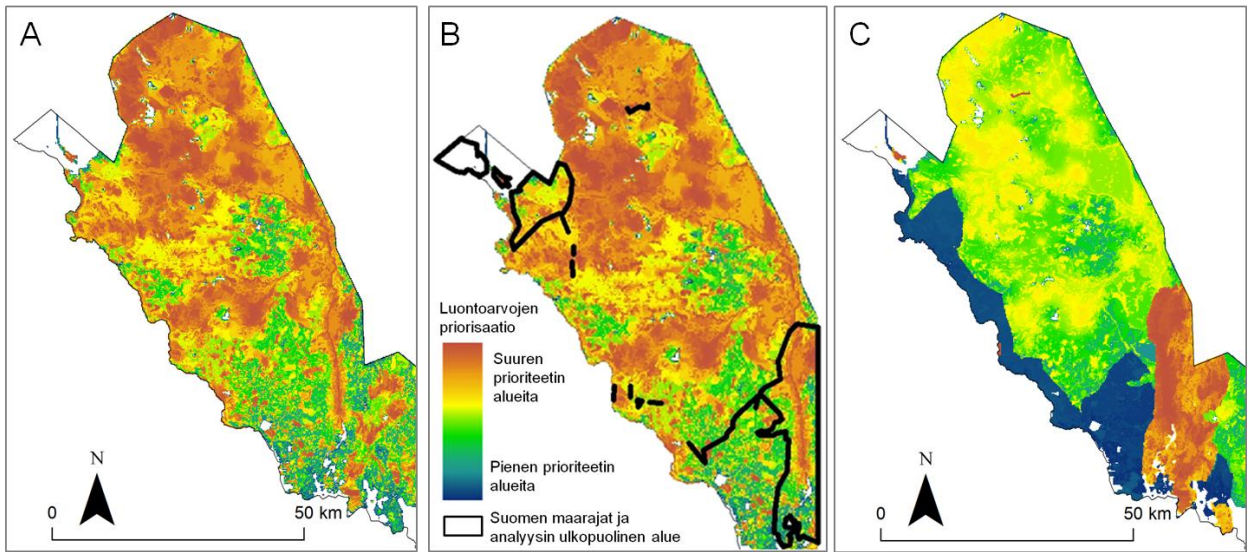 A
N
0
50 km
B
Luontoarvojen
priorisaatio
Suuren
prioriteetin
alueita
Pienen prioriteetin
alueita
Suomen maarajat ja
analyysin ulkopuolinen alue
C
N
0
50 km